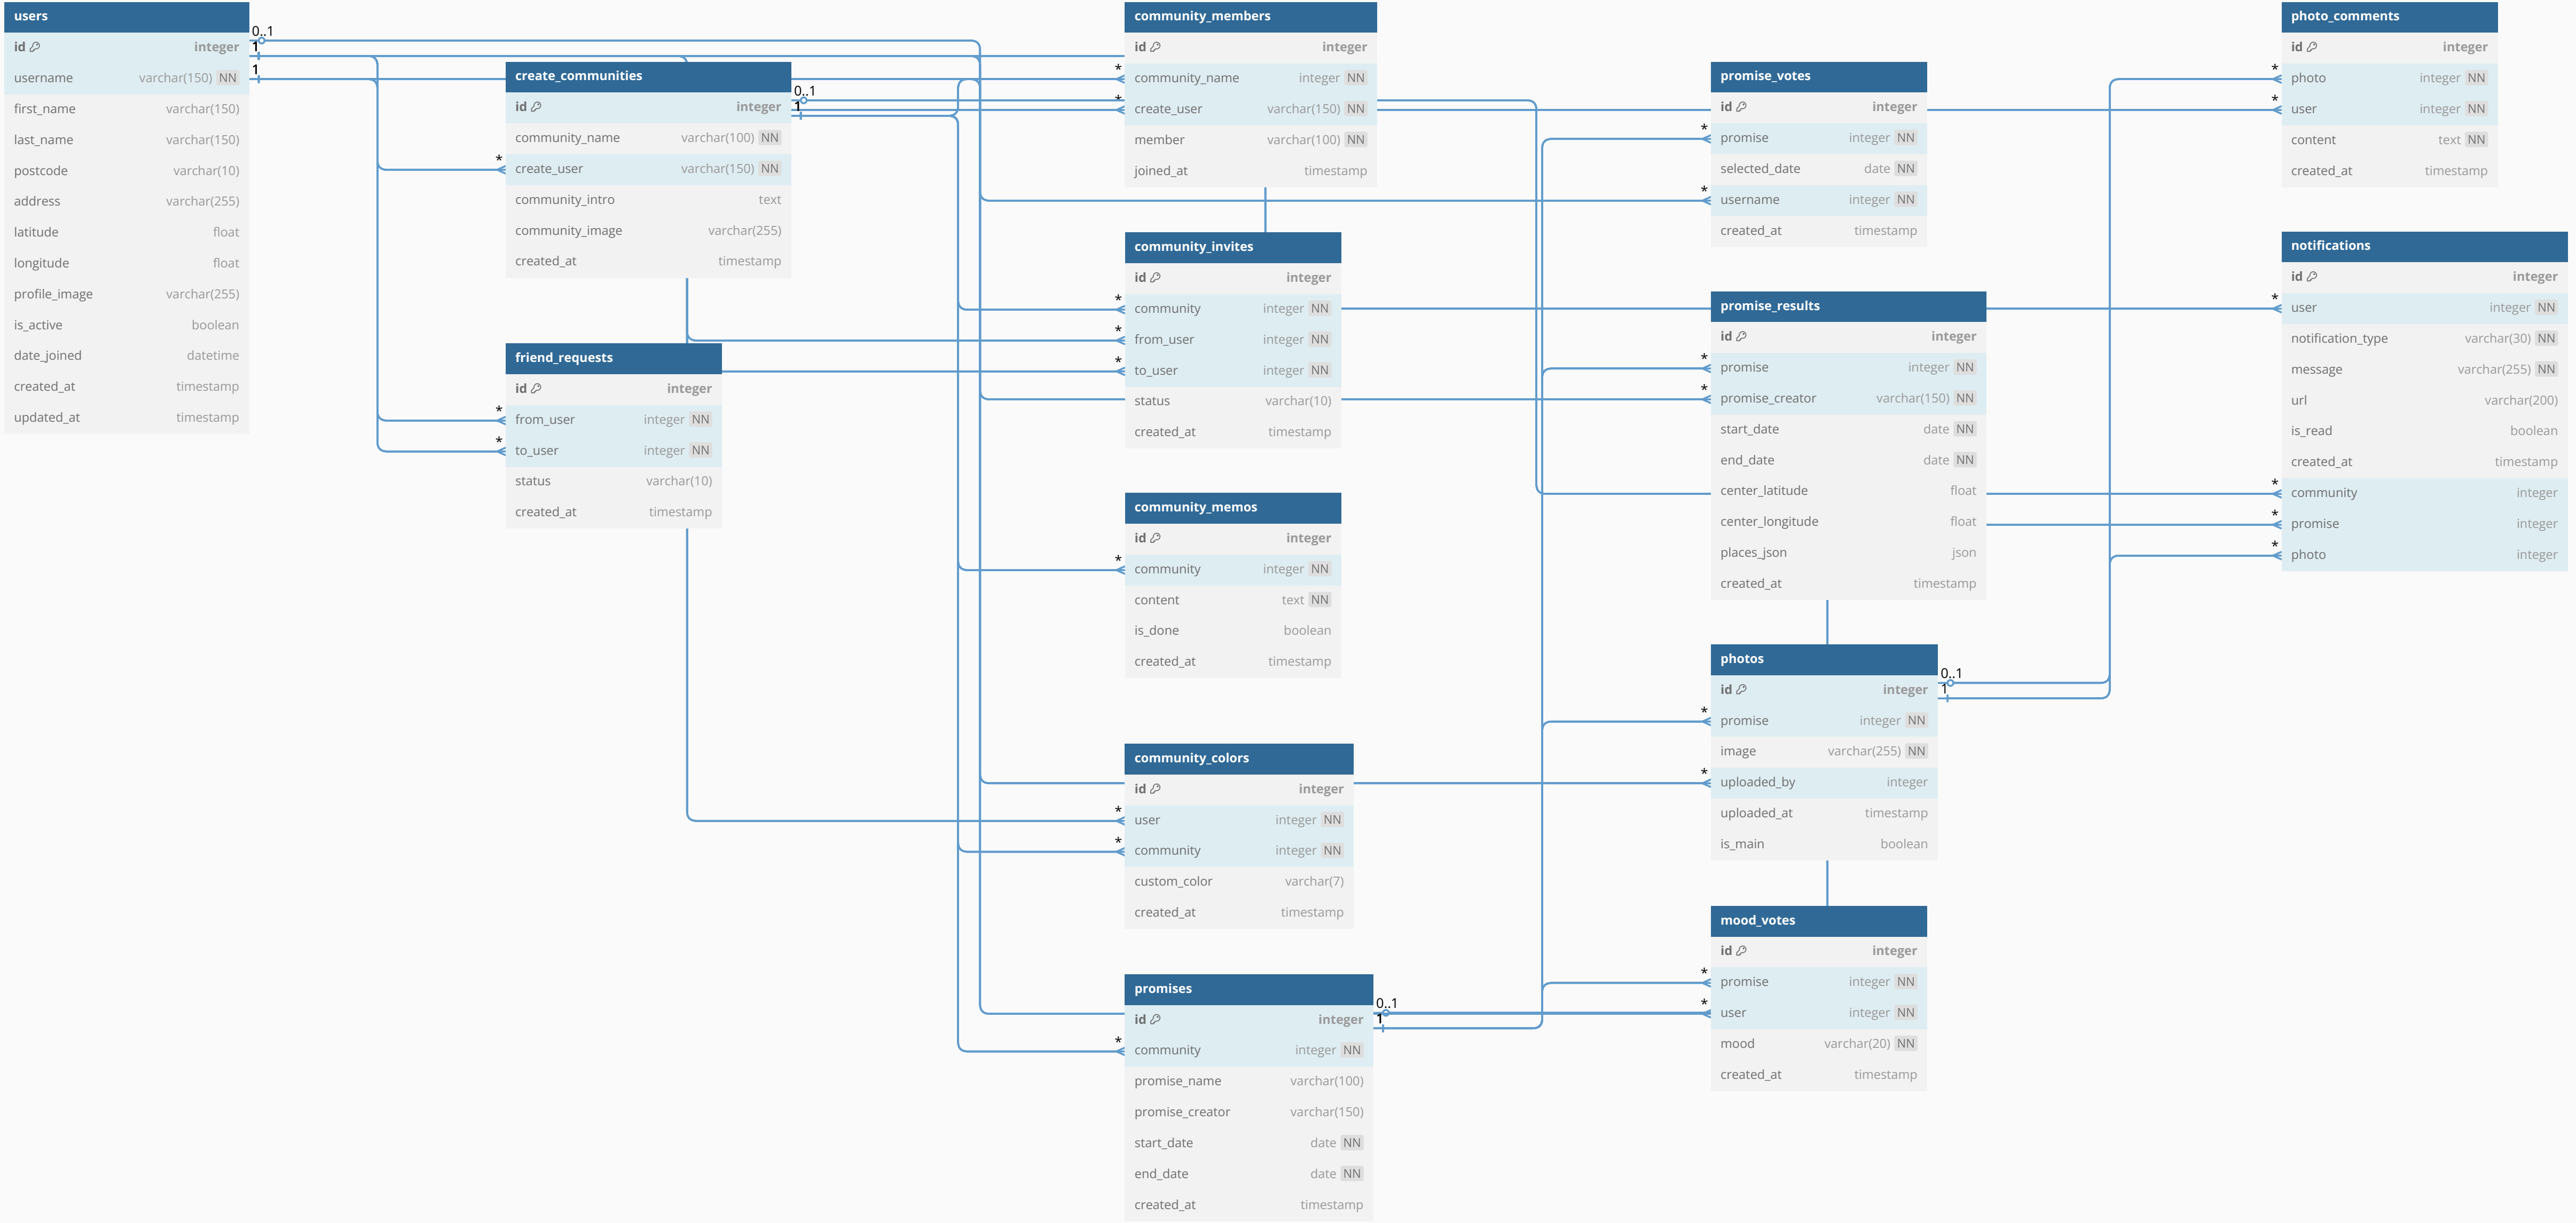 users
id integer
username varchar(150) NN
first_name varchar(150)
last_name varchar(150)
postcode varchar(10)
address varchar(255)
latitude float
longitude float
profile_image varchar(255)
is_active boolean
date_joined datetime
created_at timestamp
updated_at timestamp
0..1
1
1
create_communities
id integer
community_name varchar(100) NN
* create_user varchar(150) NN
community_intro text
community_image varchar(255)
created_at timestamp
0..1
1
friend_requests
id integer
* from_user integer NN
* to_user integer NN
status varchar(10)
created_at timestamp
community_members
id integer
* community_name integer NN
* create_user varchar(150) NN
member varchar(100) NN
joined_at timestamp
community_invites
id integer
* community integer NN
* from_user integer NN
* to_user integer NN
status varchar(10)
created_at timestamp
community_memos
id integer
* community integer NN
content text NN
is_done boolean
created_at timestamp
community_colors
id integer
* user integer NN
* community integer NN
custom_color varchar(7)
created_at timestamp
promises
id integer
* community integer NN
promise_name varchar(100)
promise_creator varchar(150)
start_date date NN
end_date date NN
created_at timestamp
0..1
1
promise_votes
id integer
* promise integer NN
selected_date date NN
* username integer NN
created_at timestamp
promise_results
id integer
* promise integer NN
* promise_creator varchar(150) NN
start_date date NN
end_date date NN
center_latitude float
center_longitude float
places_json json
created_at timestamp
photos
id integer
* promise integer NN
image varchar(255) NN
* uploaded_by integer
uploaded_at timestamp
is_main boolean
0..1
1
mood_votes
id integer
* promise integer NN
* user integer NN
mood varchar(20) NN
created_at timestamp
photo_comments
id integer
* photo integer NN
* user integer NN
content text NN
created_at timestamp
notifications
id integer
* user integer NN
notification_type varchar(30) NN
message varchar(255) NN
url varchar(200)
is_read boolean
created_at timestamp
* community integer
* promise integer
* photo integer